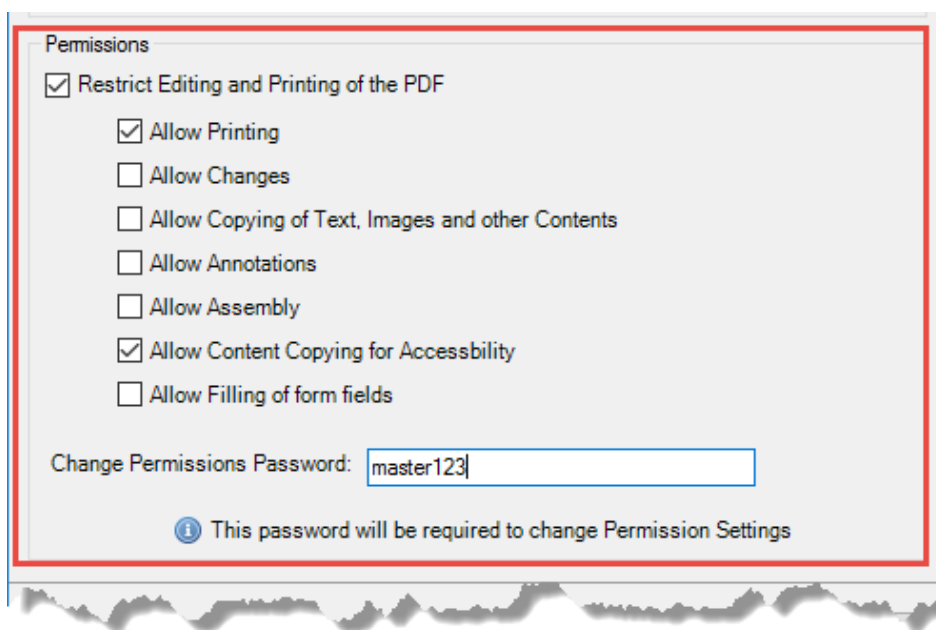 Permissions
Restrict Editing and Printing of the PDF
Allow Printing
Allow Changes
Allow Copying of Text, Images and other Contents
Allow Annotations
Allow Assembly
Allow Content Copying for Accessbility
Allow Filling of form fields
Change Permissions Password: master123
This password will be required to change Permission Settings